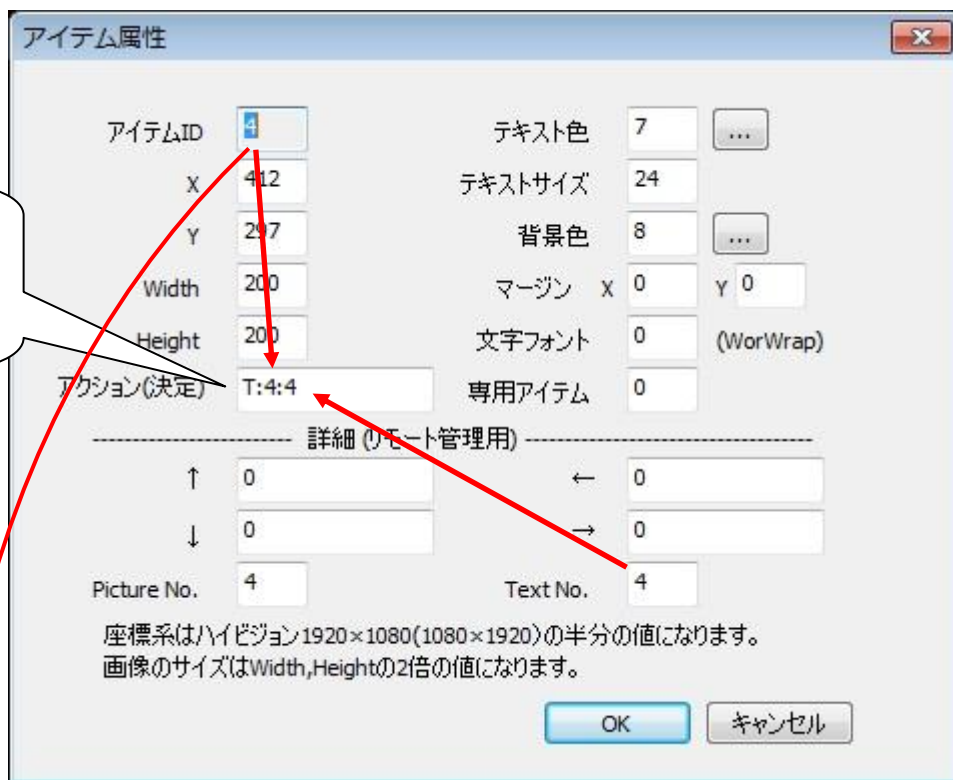 アイテム属性
アイテムID 4 テキスト色 7 ...
X 412 テキストサイズ 24
Y 297 背景色 8 ...
Width 200 マージン X 0 Y 0
Height 200 文字フォント 0 (WorWrap)
アクション(決定) T:4:4 専用アイテム 0
詳細 (リモート管理用)
↑ 0 ← 0
↓ 0 → 0
Picture No. 4 Text No. 4
座標系はハイビジョン1920×1080(1080×1920)の半分の値になります。
画像のサイズはWidth,Heightの2倍の値になります。
OK キャンセル